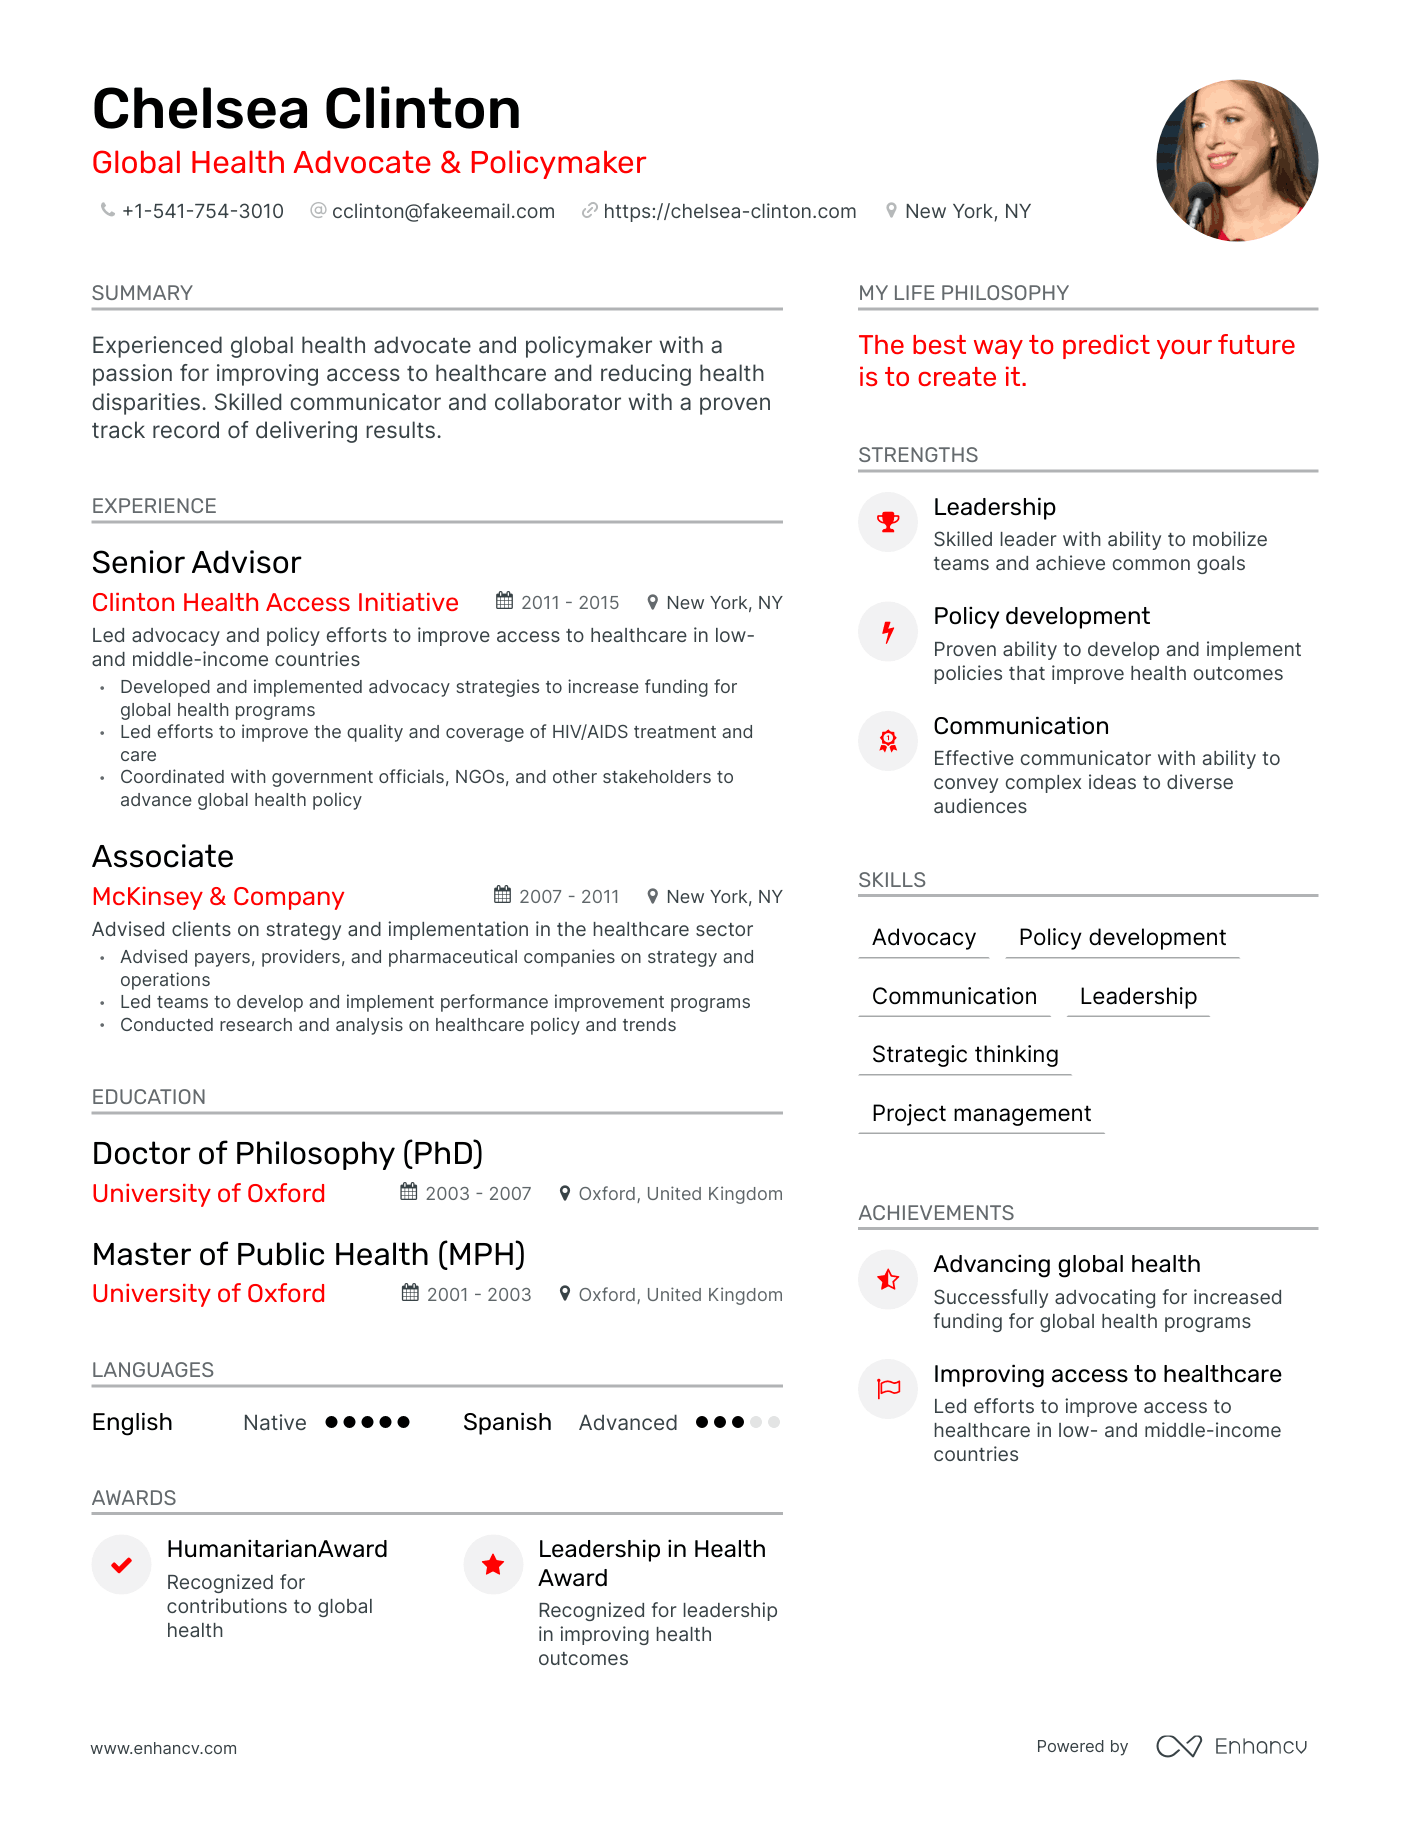 Chelsea Clinton
Global Health Advocate & Policymaker
+1-541-754-3010 @ cclinton@fakeemail.com https://chelsea-clinton.com New York, NY
SUMMARY
Experienced global health advocate and policymaker with a
passion for improving access to healthcare and reducing health
disparities. Skilled communicator and collaborator with a proven
track record of delivering results.
EXPERIENCE
Senior Advisor
Clinton Health Access Initiative 2011 - 2015 New York, NY
Led advocacy and policy efforts to improve access to healthcare in low-
and middle-income countries
• Developed and implemented advocacy strategies to increase funding for
global health programs
• Led efforts to improve the quality and coverage of HIV/AIDS treatment and
care
• Coordinated with government officials, NGOs, and other stakeholders to
advance global health policy
Associate
McKinsey & Company 2007 - 2011 New York, NY
Advised clients on strategy and implementation in the healthcare sector
• Advised payers, providers, and pharmaceutical companies on strategy and
operations
• Led teams to develop and implement performance improvement programs
• Conducted research and analysis on healthcare policy and trends
EDUCATION
Doctor of Philosophy (PhD)
University of Oxford 2003 - 2007 Oxford, United Kingdom
Master of Public Health (MPH)
University of Oxford 2001 - 2003 Oxford, United Kingdom
LANGUAGES
English Native Spanish Advanced
AWARDS
HumanitarianAward
Recognized for
contributions to global
health
Leadership in Health
Award
Recognized for leadership
in improving health
outcomes
MY LIFE PHILOSOPHY
The best way to predict your future
is to create it.
STRENGTHS
Leadership
Skilled leader with ability to mobilize
teams and achieve common goals
Policy development
Proven ability to develop and implement
policies that improve health outcomes
1
Communication
Effective communicator with ability to
convey complex ideas to diverse
audiences
SKILLS
Advocacy Policy development
Communication Leadership
Strategic thinking
Project management
ACHIEVEMENTS
Advancing global health
Successfully advocating for increased
funding for global health programs
Improving access to healthcare
Led efforts to improve access to
healthcare in low- and middle-income
countries
www.enhancv.com
Powered by Enhancv